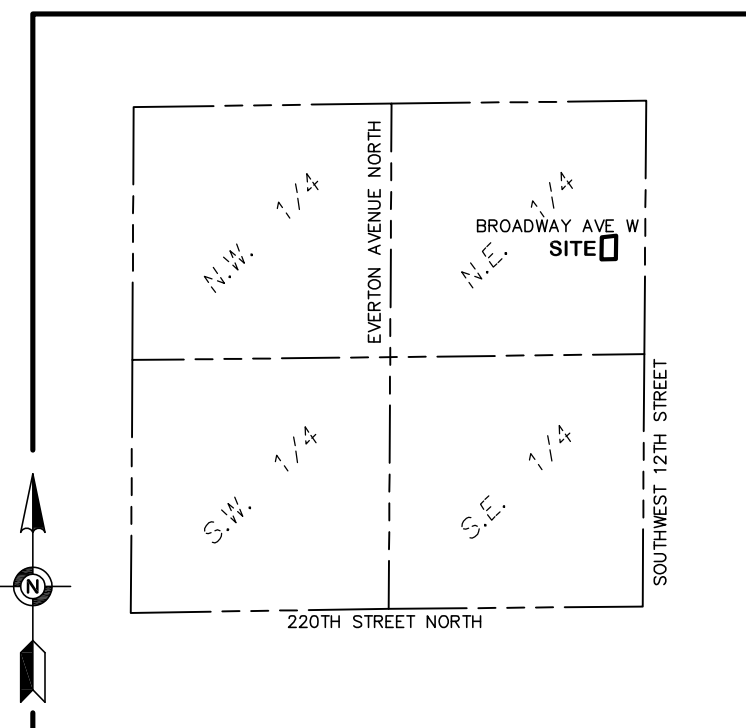 EVERTON AVENUE NORTH
N.W. 1/4
N.E. 1/4
BROADWAY AVE W
SITE
S.W. 1/4
S.E. 1/4
SOUTHWEST 12TH STREET
N
220TH STREET NORTH